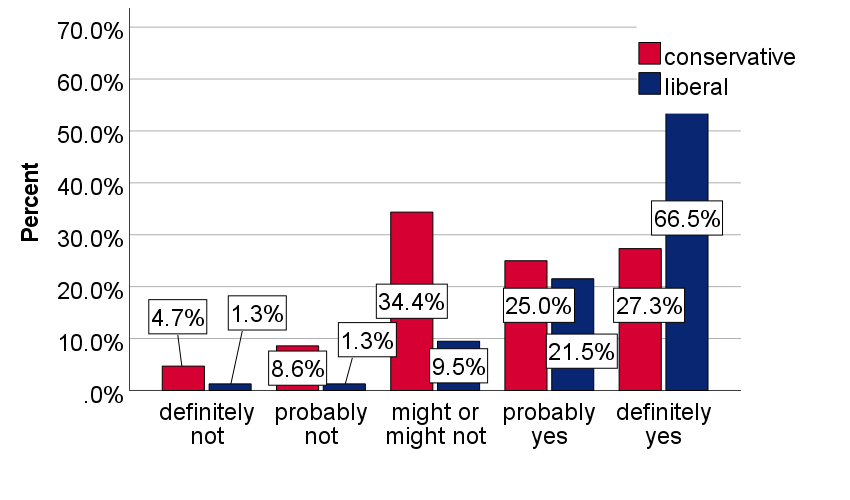 70.0%
60.0%
50.0%
40.0%
30.0%
20.0%
10.0%
.0%
Percent
conservative
liberal
4.7%
1.3%
8.6%
1.3%
34.4%
9.5%
25.0%
21.5%
27.3%
66.5%
definitely
not
probably
not
might or
might not
probably
yes
definitely
yes